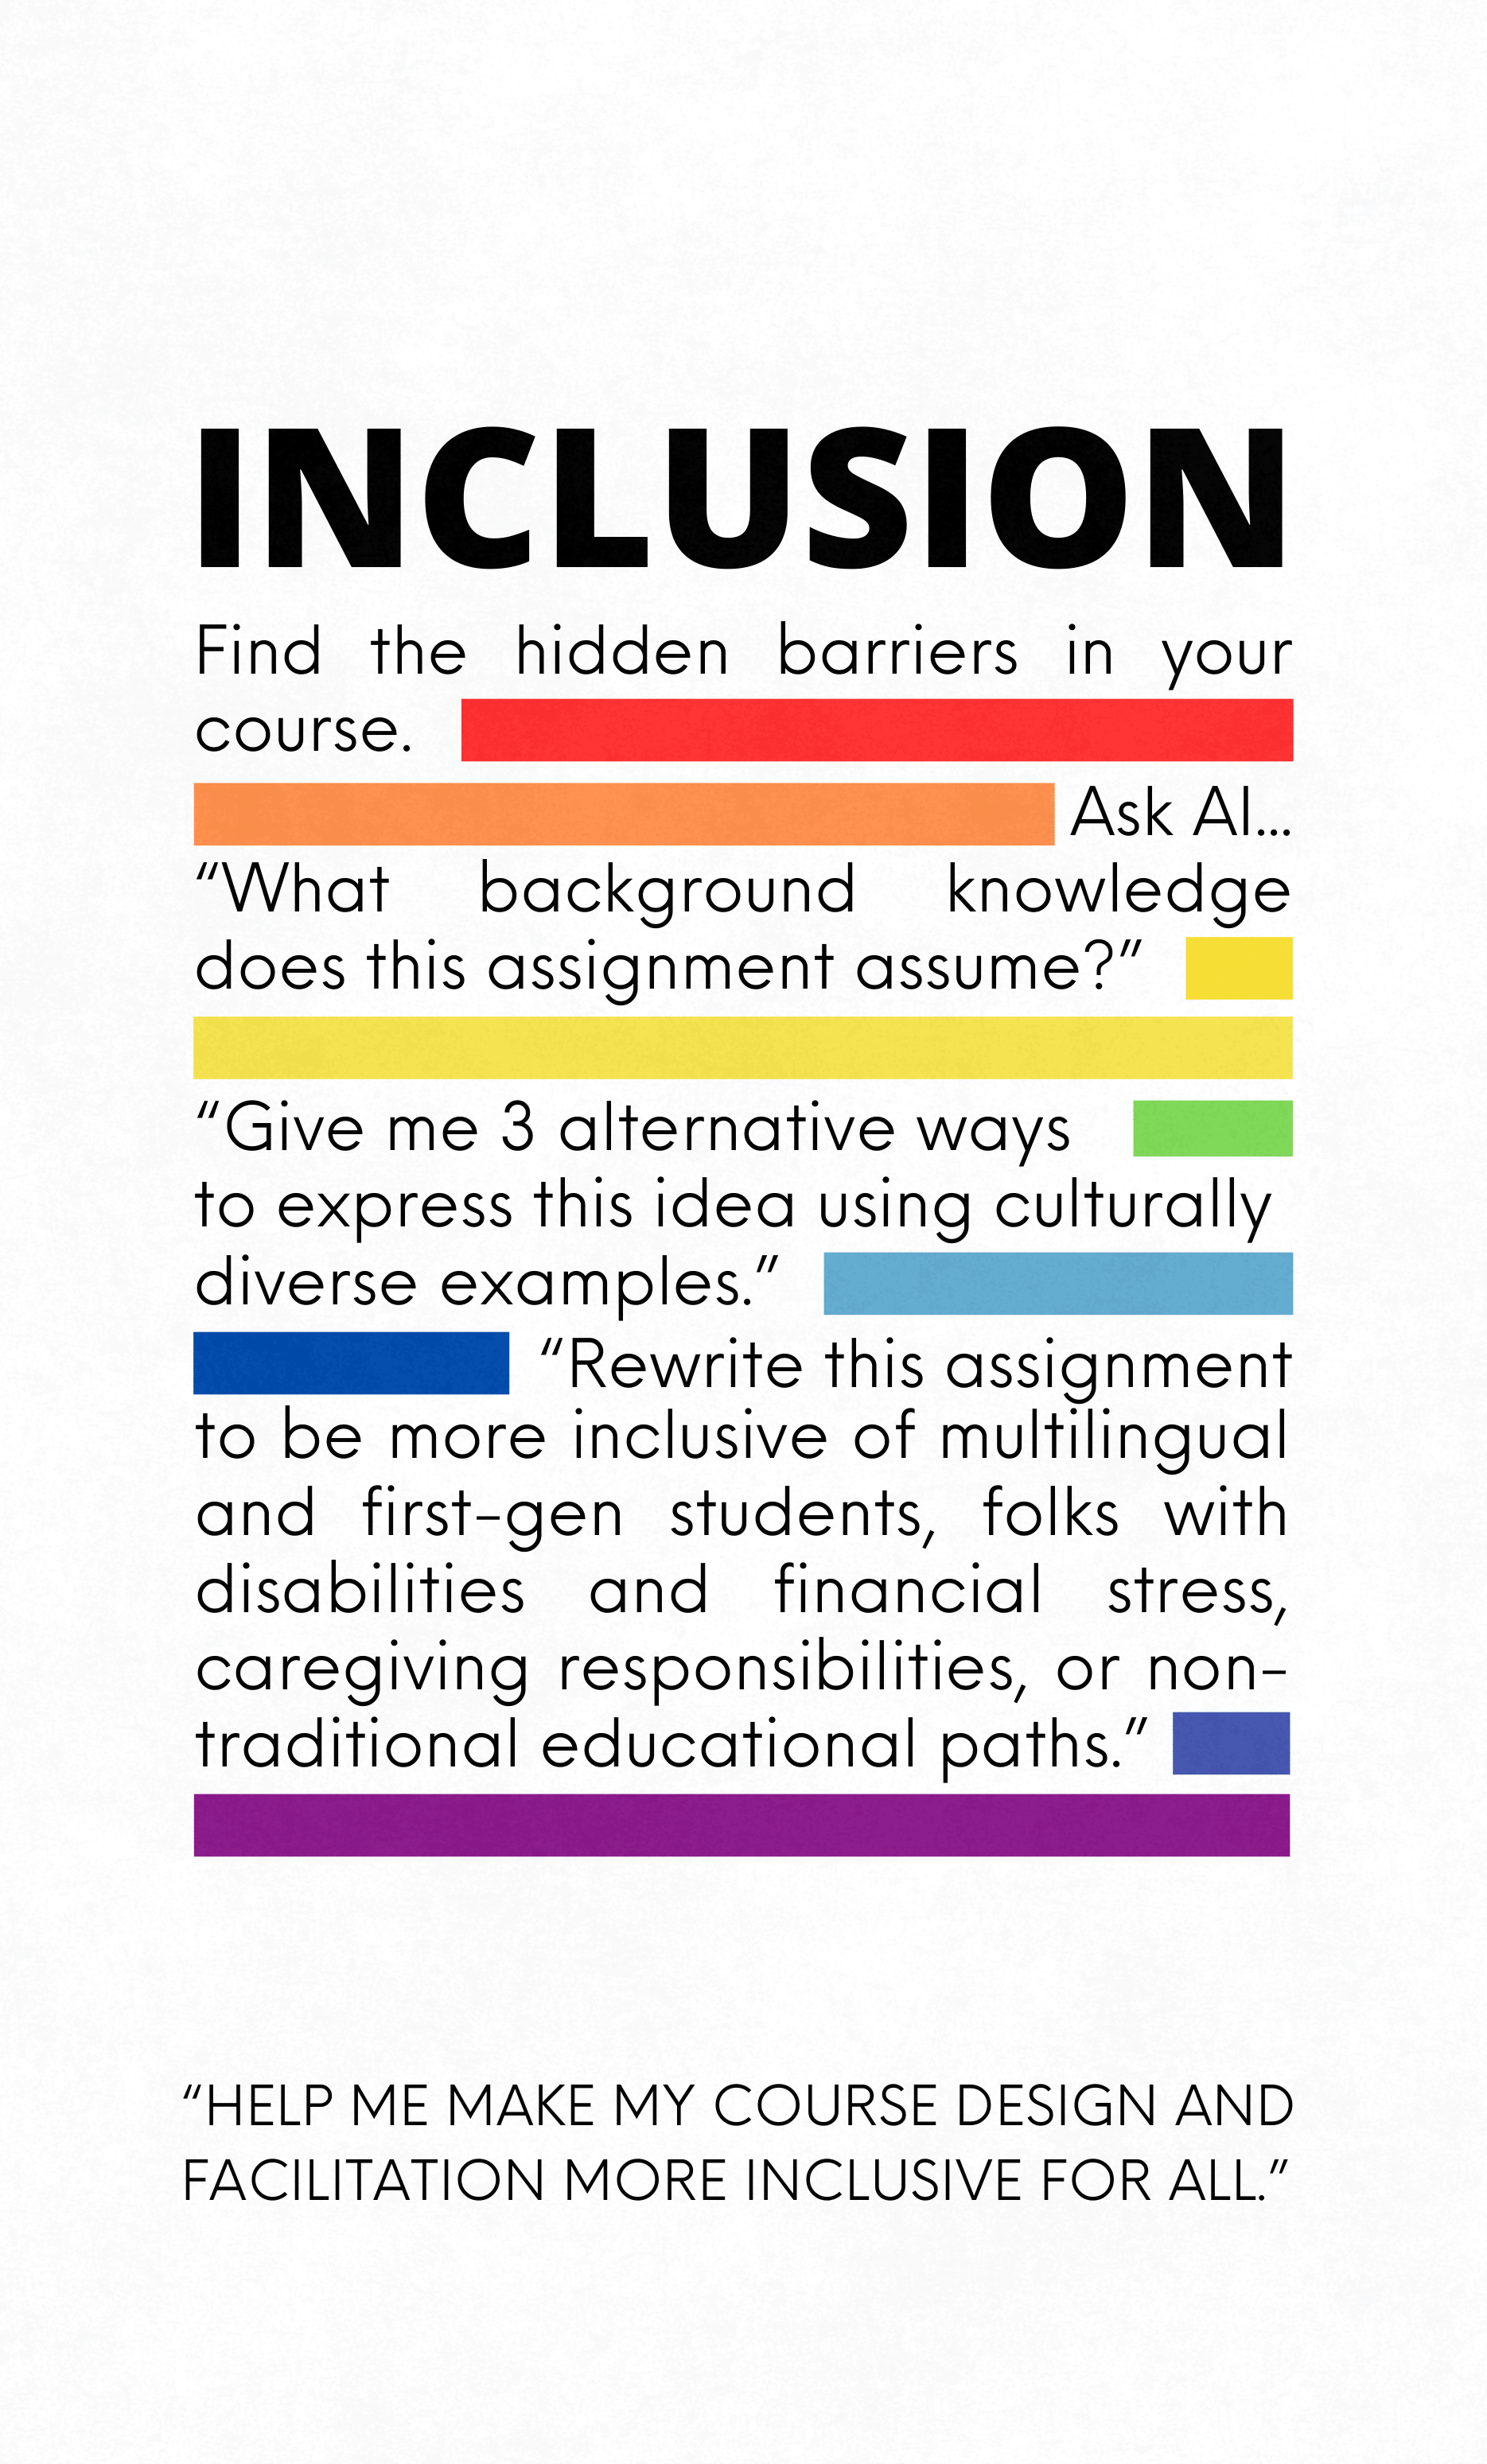 INCLUSION
Find the hidden barriers in your
course.
Ask AI...
“What background knowledge
does this assignment assume?”
“Give me 3 alternative ways
to express this idea using culturally
diverse examples.”
“Rewrite this assignment
to be more inclusive of multilingual
and first-gen students, folks with
disabilities and financial stress,
caregiving responsibilities, or non-
traditional educational paths.”
“HELP ME MAKE MY COURSE DESIGN AND
FACILITATION MORE INCLUSIVE FOR ALL.”